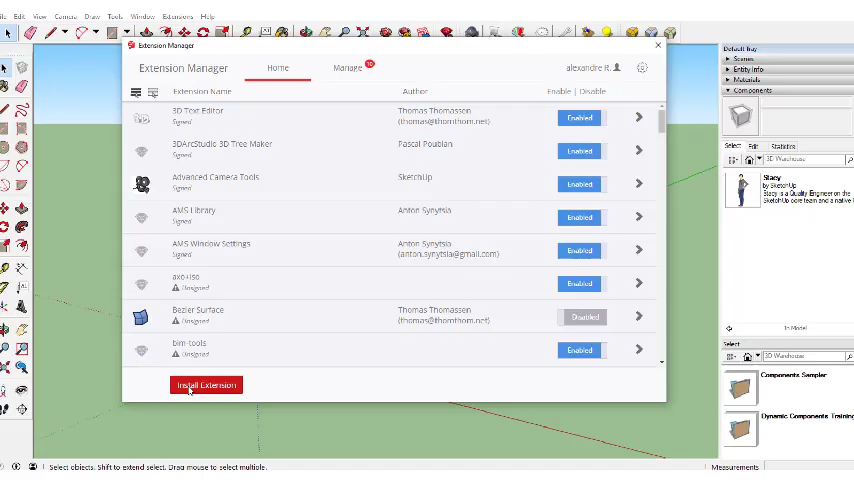 ile Edit View Camera Draw Tools Window Extensions Help
Extension Manager
Extension Manager Home Manage 10 alexandre R.
Extension Name Author Enable | Disable
3D Text Editor
Signed
Thomas Thomassen
(thomas@thomthom.net)
Enabled
3DArcStudio 3D Tree Maker
Signed
Pascal Poubian
Enabled
Advanced Camera Tools
Signed
SketchUp
Enabled
AMS Library
Signed
Anton Synytsia
Enabled
AMS Window Settings
Signed
Anton Synytsia
(anton.synytsia@gmail.com)
Enabled
axo+iso
Unsigned
Enabled
Bezier Surface
Unsigned
Thomas Thomassen
(thomas@thomthom.net)
Disabled
bim-tools
Unsigned
Enabled
Install Extension
Default Tray
Scenes
Entity Info
Materials
Components
Select Edit Statistics
3D Warehouse
Stacy
by SketchUp
Stacy is a Quality Engineer on the
SketchUp core team and a native C
In Model
Select
3D Warehouse
Components Sampler
Dynamic Components Training
Select objects. Shift to extend select. Drag mouse to select multiple.
Measurements